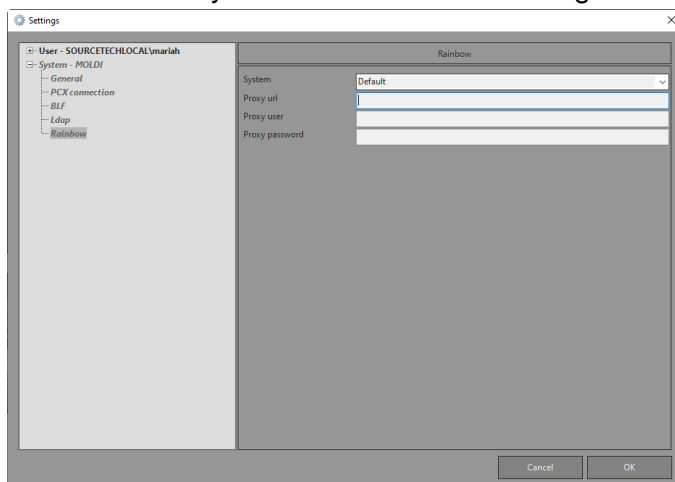 Settings
User - SOURCETECHLOCAL\mariah
System - MOLDI
General
PCX connection
BLF
Ldap
Rainbow
Rainbow
System
Default
Proxy url
Proxy user
Proxy password
Cancel
OK